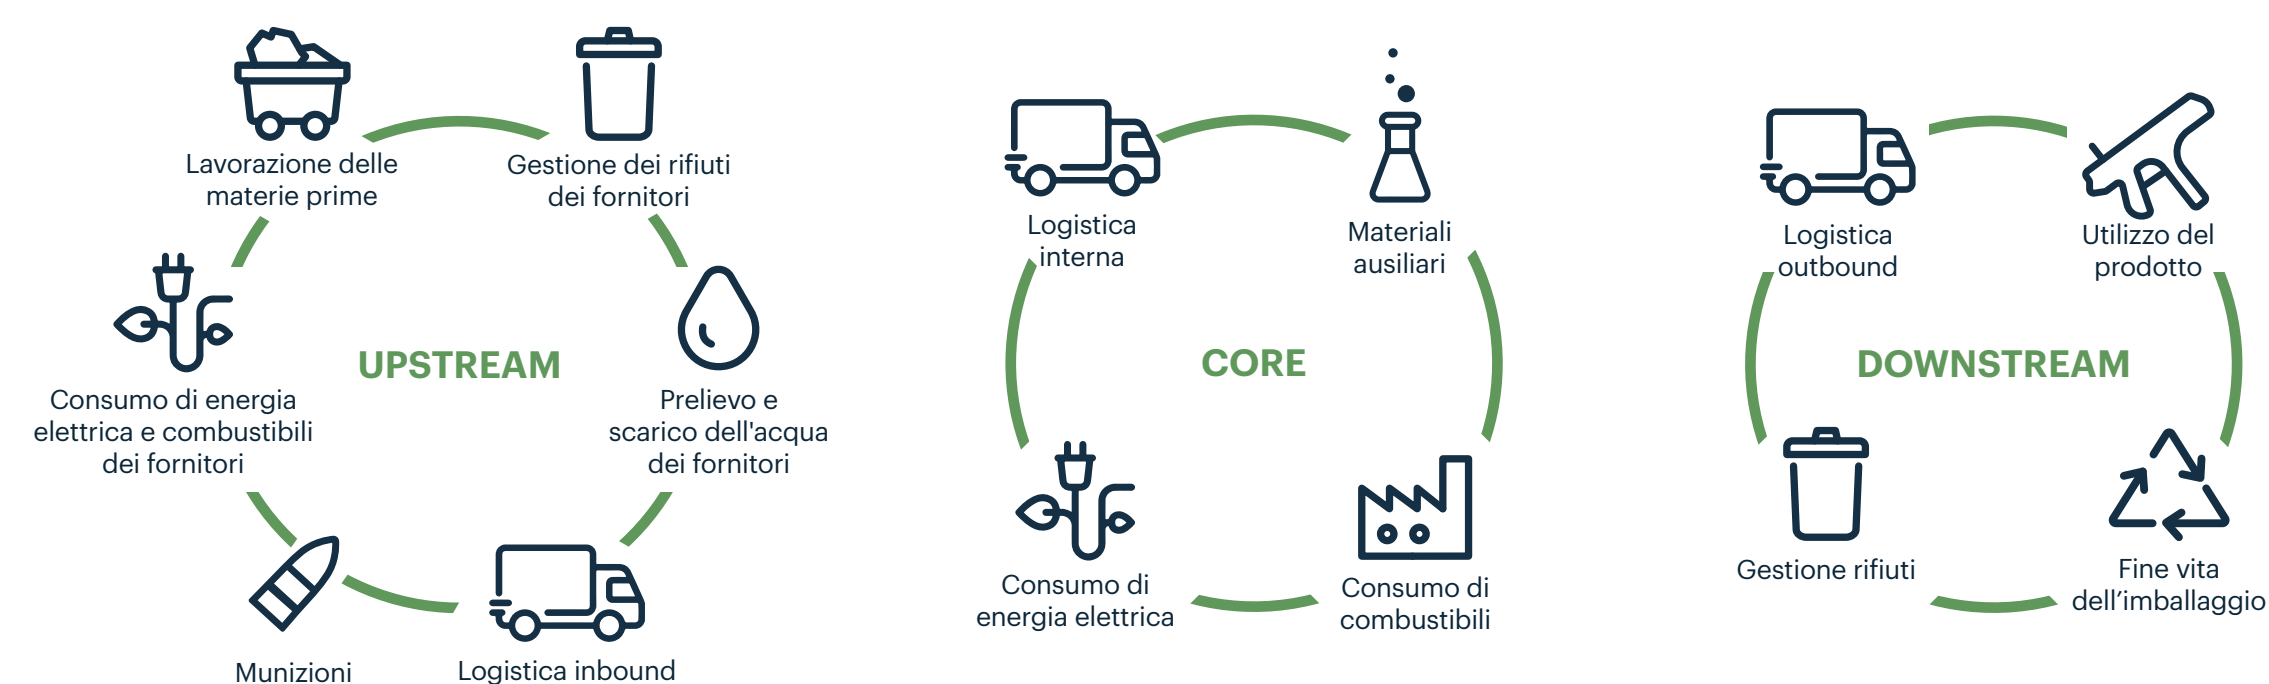 Lavorazione delle
materie prime
Gestione dei rifiuti
dei fornitori
Consumo di energia
elettrica e combustibili
dei fornitori
UPSTREAM
Prelievo e
scarico dell'acqua
dei fornitori
Munizioni
Logistica inbound
Logistica
interna
Materiali
ausiliari
CORE
Consumo di
energia elettrica
Consumo di
combustibili
Logistica
outbound
Utilizzo del
prodotto
DOWNSTREAM
Gestione rifiuti
Fine vita
dell’imballaggio